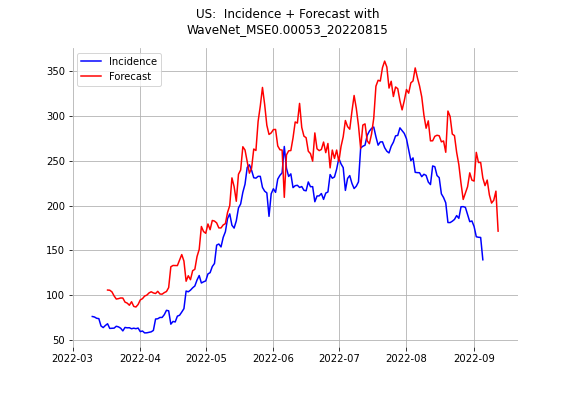 US:  Incidence + Forecast with
WaveNet_MSE0.00053_20220815
Incidence
Forecast
350
300
250
200
150
100
50
2022-03 2022-04 2022-05 2022-06 2022-07 2022-08 2022-09